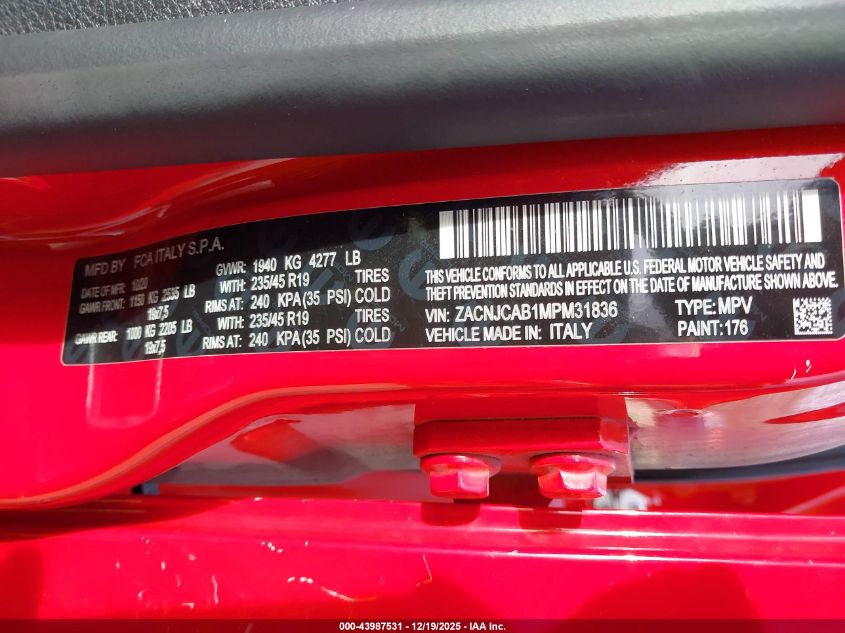 MFD BY FCA ITALY S.P.A.
DATE OF MFR: 10/20 GVWR: 1940 KG 4277 LB
GAWR FRONT: 1150 KG 2535 LB WITH: 235/45 R19 TIRES
19x7,5 RIMS AT: 240 KPA (35 PSI) COLD
GAWR REAR: 1000 KG 2205 LB WITH: 235/45 R19 TIRES
19x7,5 RIMS AT: 240 KPA (35 PSI) COLD
THIS VEHICLE CONFORMS TO ALL APPLICABLE U.S. FEDERAL MOTOR VEHICLE SAFETY
AND THEFT PREVENTION STANDARDS IN EFFECT ON THE DATE OF MANUFACTURE SHOWN ABOVE.
VIN: ZACNJCAB1MPM31836 TYPE: MPV
VEHICLE MADE IN: ITALY PAINT: 176
000-43987531 - 12/19/2025 - IAA Inc.